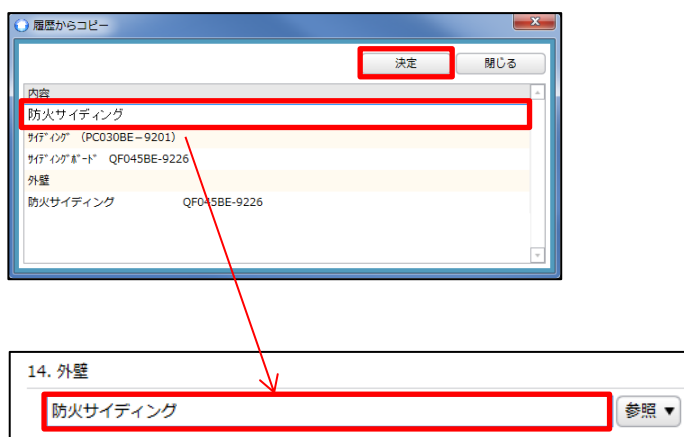 履歴からコピー
決定 閉じる
内容
防火サイディング
ｻｲﾃﾞｨﾝｸﾞ (PC030BE－9201)
ｻｲﾃﾞｨﾝｸﾞﾎﾞｰﾄﾞ QF045BE-9226
外壁
防火サイディング QF045BE-9226
14. 外壁
防火サイディング 参照 ▼